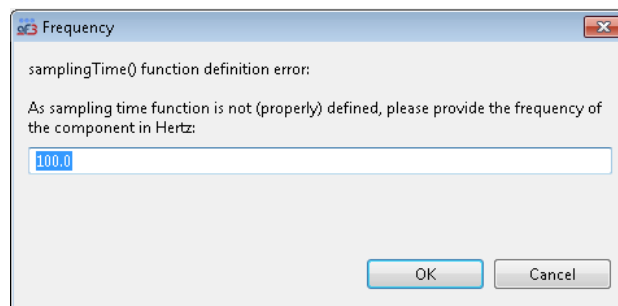 Frequency
samplingTime() function definition error:
As sampling time function is not (properly) defined, please provide the frequency of
the component in Hertz:
100.0
OK
Cancel